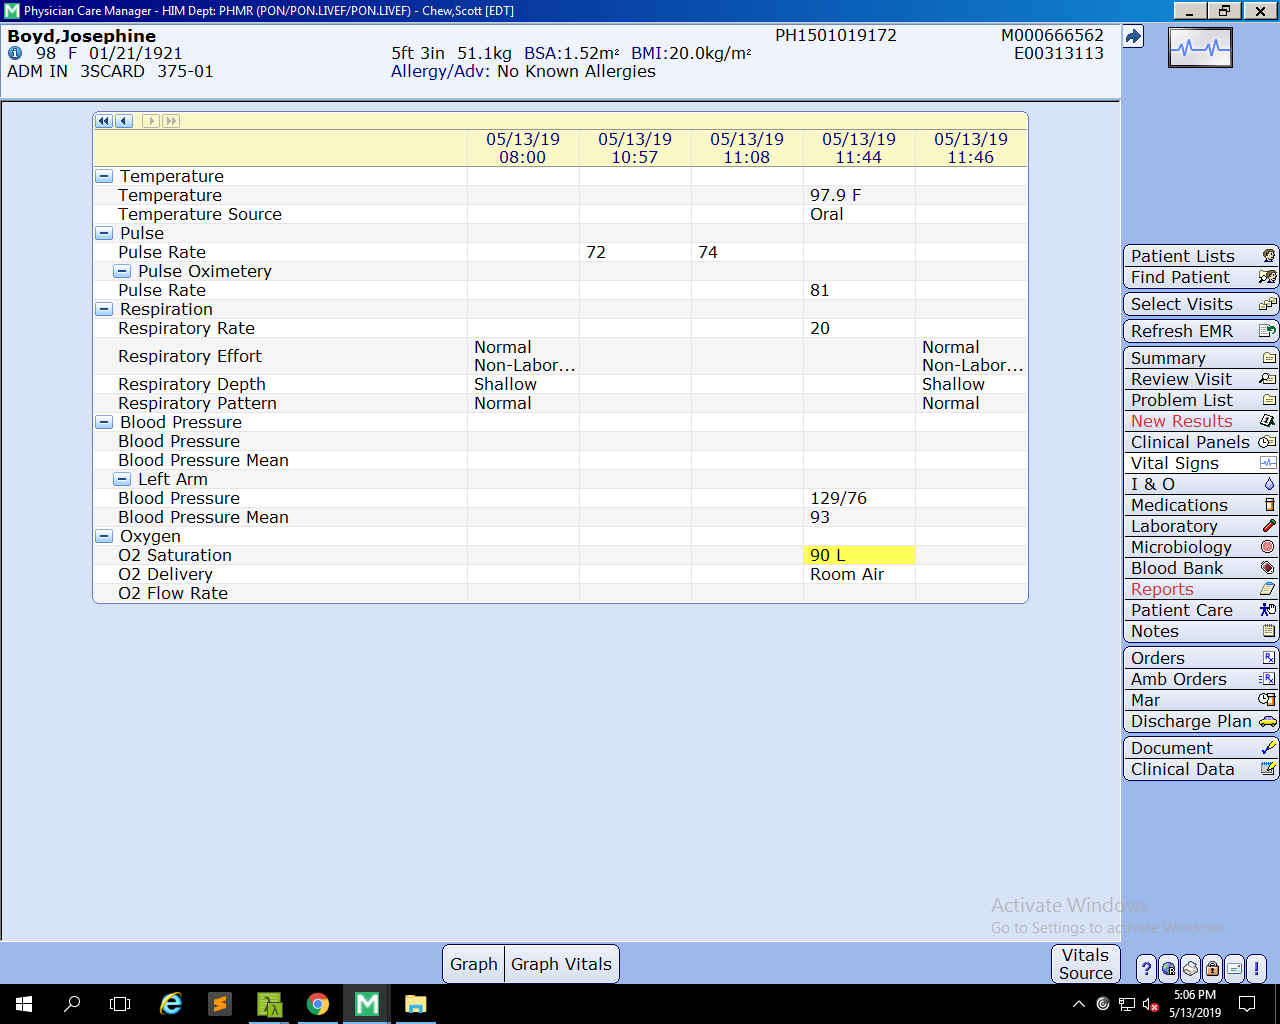 Physician Care Manager - HIM Dept: PHMR (PON/PON.LIVEF/PON.LIVEF) - Chew,Scott [EDT]
Boyd,Josephine PH1501019172 M000666562
98 F 01/21/1921 5ft 3in 51.1kg BSA:1.52m² BMI:20.0kg/m² E00313113
ADM IN 3SCARD 375-01 Allergy/Adv: No Known Allergies
05/13/19 05/13/19 05/13/19 05/13/19 05/13/19
08:00 10:57 11:08 11:44 11:46
Temperature
Temperature 97.9 F
Temperature Source Oral
Pulse
Pulse Rate 72 74
Pulse Oximetery
Pulse Rate 81
Respiration
Respiratory Rate 20
Respiratory Effort Normal Normal
Non-Labor... Non-Labor...
Respiratory Depth Shallow Shallow
Respiratory Pattern Normal Normal
Blood Pressure
Blood Pressure
Blood Pressure Mean
Left Arm
Blood Pressure 129/76
Blood Pressure Mean 93
Oxygen
O2 Saturation 90 L
O2 Delivery Room Air
O2 Flow Rate
Patient Lists
Find Patient
Select Visits
Refresh EMR
Summary
Review Visit
Problem List
New Results
Clinical Panels
Vital Signs
I & O
Medications
Laboratory
Microbiology
Blood Bank
Reports
Patient Care
Notes
Orders
Amb Orders
Mar
Discharge Plan
Document
Clinical Data
Activate Windows
Go to Settings to activate Windows.
Graph Graph Vitals
Vitals
Source
5:06 PM
5/13/2019